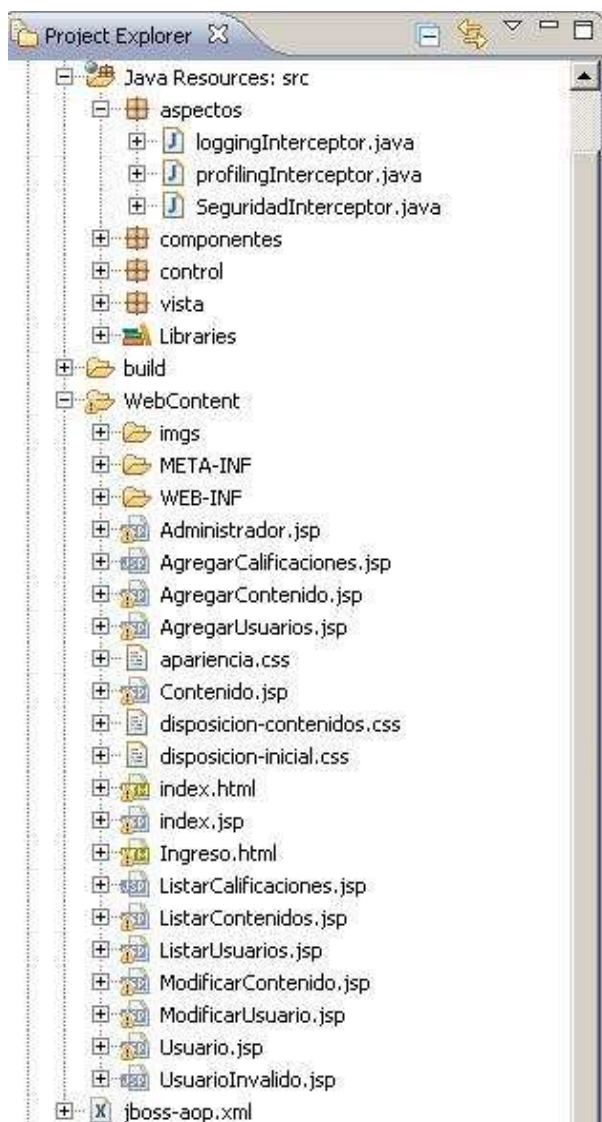 Project Explorer
Java Resources: src
aspectos
loggingInterceptor.java
profilingInterceptor.java
SeguridadInterceptor.java
componentes
control
vista
Libraries
build
WebContent
imgs
META-INF
WEB-INF
Administrador.jsp
AgregarCalificaciones.jsp
AgregarContenido.jsp
AgregarUsuarios.jsp
apariencia.css
Contenido.jsp
disposicion-contenidos.css
disposicion-inicial.css
index.html
index.jsp
Ingreso.html
ListarCalificaciones.jsp
ListarContenidos.jsp
ListarUsuarios.jsp
ModificarContenido.jsp
ModificarUsuario.jsp
Usuario.jsp
UsuarioInvalido.jsp
jboss-aop.xml